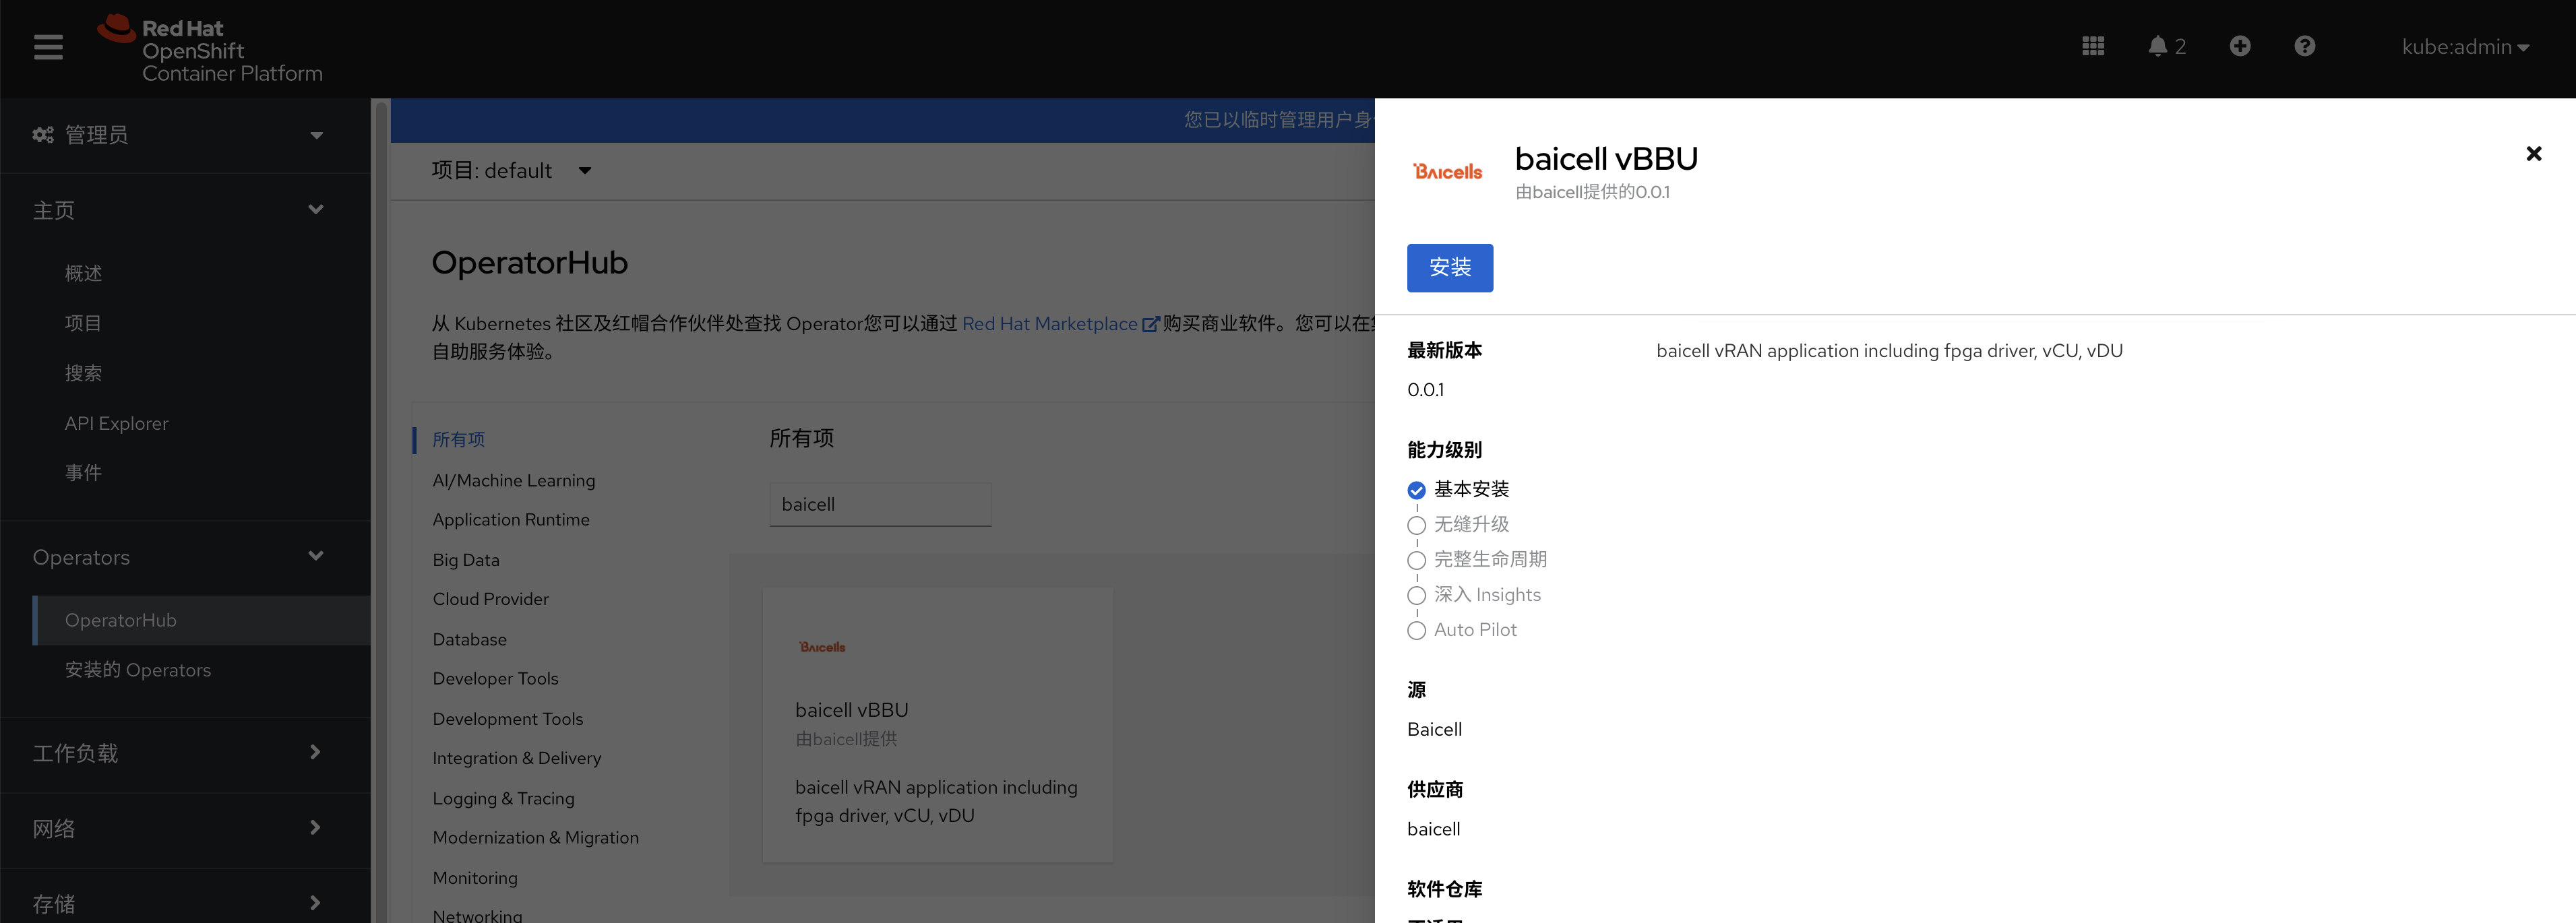 Red Hat
OpenShift
Container Platform
2
kube:admin
管理员
主页
概述
项目
搜索
API Explorer
事件
Operators
OperatorHub
安装的 Operators
工作负载
网络
存储
您已以临时管理用户身
项目: default
OperatorHub
从 Kubernetes 社区及红帽合作伙伴处查找 Operator您可以通过 Red Hat Marketplace 购买商业软件。您可以在
自助服务体验。
所有项
AI/Machine Learning
Application Runtime
Big Data
Cloud Provider
Database
Developer Tools
Development Tools
Integration & Delivery
Logging & Tracing
Modernization & Migration
Monitoring
Networking
所有项
baicell
Baicells
baicell vBBU
由baicell提供
baicell vRAN application including
fpga driver, vCU, vDU
Baicells
baicell vBBU
由baicell提供的0.0.1
安装
最新版本
0.0.1
baicell vRAN application including fpga driver, vCU, vDU
能力级别
基本安装
无缝升级
完整生命周期
深入 Insights
Auto Pilot
源
Baicell
供应商
baicell
软件仓库